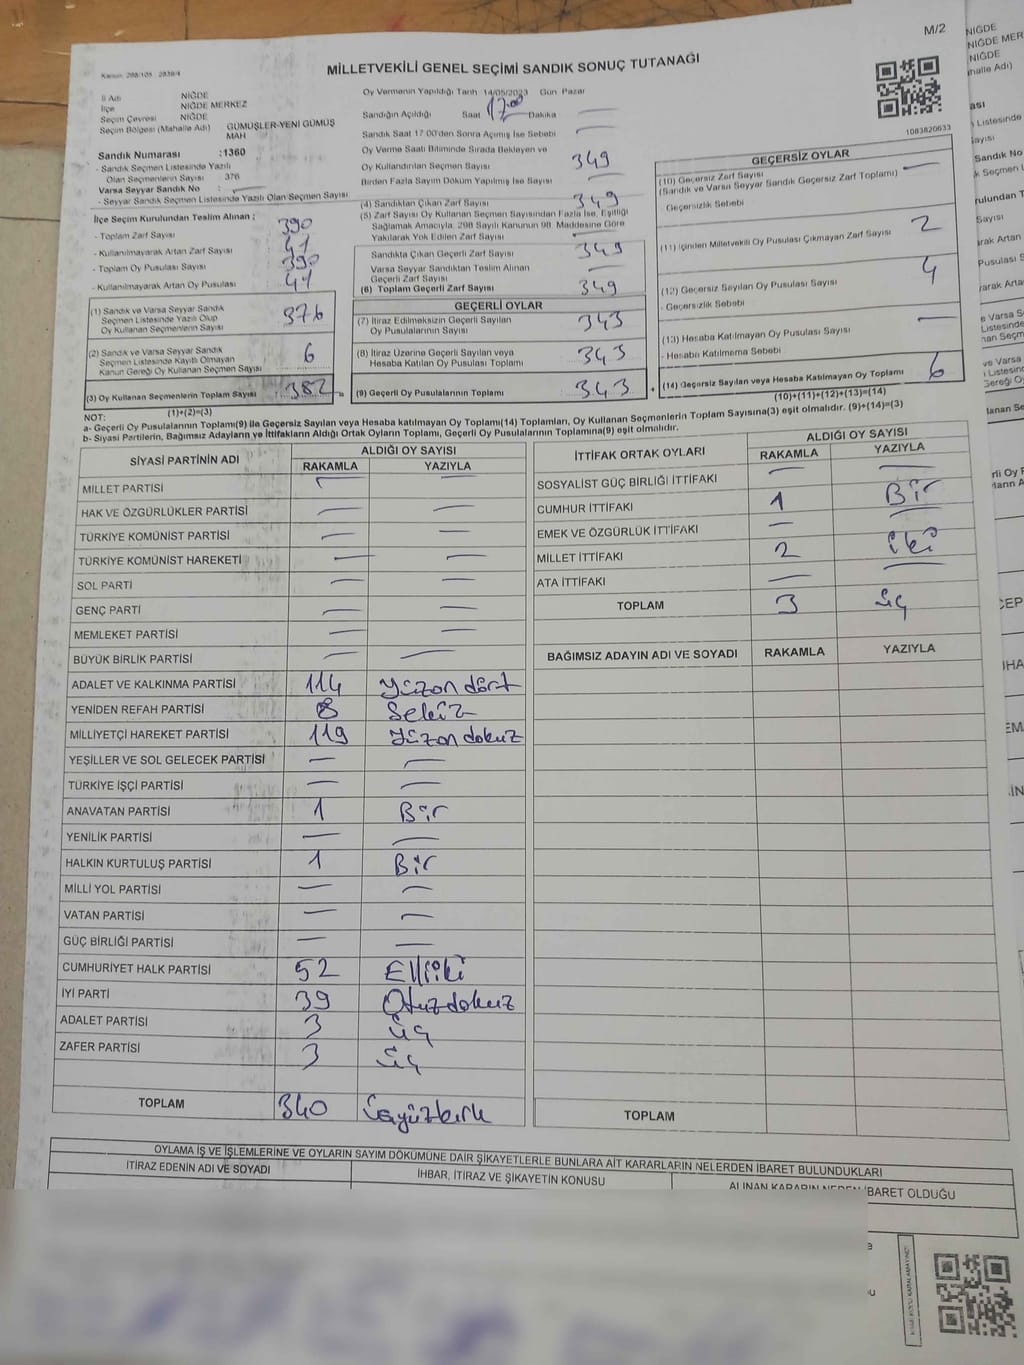 M/2
Kanun: 298/105 , 2839/4
MİLLETVEKİLİ GENEL SEÇİMİ SANDIK SONUÇ TUTANAĞI
1083820633
İl Adı NİĞDE
İlçe NİĞDE MERKEZ
Seçim Çevresi NİĞDE
Seçim Bölgesi (Mahalle Adı) GÜMÜŞLER-YENİ GÜMÜŞ
MAH
Sandık Numarası :1360
- Sandık Seçmen Listesinde Yazılı
Olan Seçmenlerin Sayısı 376
Varsa Seyyar Sandık No :
- Seyyar Sandık Seçmen Listesinde Yazılı Olan Seçmen Sayısı
İlçe Seçim Kurulundan Teslim Alınan :
- Toplam Zarf Sayısı : 390
- Kullanılmayarak Artan Zarf Sayısı : 41
- Toplam Oy Pusulası Sayısı : 390
- Kullanılmayarak Artan Oy Pusulası : 41
(1) Sandık ve Varsa Seyyar Sandık
Seçmen Listesinde Yazılı Olup
Oy Kullanan Seçmenlerin Sayısı : 376
(2) Sandık ve Varsa Seyyar Sandık
Seçmen Listesinde Kayıtlı Olmayan
Kanun Gereği Oy Kullanan Seçmen Sayısı : 6
(3) Oy Kullanan Seçmenlerin Toplam Sayısı : 382
(1)+(2)=(3)
Oy Vermenin Yapıldığı Tarih 14/05/2023 Gün Pazar
Sandığın Açıldığı Saat 17.00 Dakika
Sandık Saat 17:00'den Sonra Açılmış İse Sebebi
Oy Verme Saati Bitiminde Sırada Bekleyen ve
Oy Kullandırılan Seçmen Sayısı 349
Birden Fazla Sayım Döküm Yapılmış İse Sayısı
(4) Sandıktan Çıkan Zarf Sayısı 349
(5) Zarf Sayısı Oy Kullanan Seçmen Sayısından Fazla İse, Eşitliği
Sağlamak Amacıyla, 298 Sayılı Kanunun 98. Maddesine Göre
Yakılarak Yok Edilen Zarf Sayısı
Sandıkta Çıkan Geçerli Zarf Sayısı 349
Varsa Seyyar Sandıktan Teslim Alınan
Geçerli Zarf Sayısı
(6) Toplam Geçerli Zarf Sayısı 349
GEÇERLİ OYLAR
(7) İtiraz Edilmeksizin Geçerli Sayılan
Oy Pusulalarının Sayısı : 343
(8) İtiraz Üzerine Geçerli Sayılan veya
Hesaba Katılan Oy Pusulası Toplamı : 343
(9) Geçerli Oy Pusulalarının Toplamı : 343
GEÇERSİZ OYLAR
(10) Geçersiz Zarf Sayısı
(Sandık ve Varsa Seyyar Sandık Geçersiz Zarf Toplamı)
- Geçersizlik Sebebi
(11) İçinden Milletvekili Oy Pusulası Çıkmayan Zarf Sayısı 2
(12) Geçersiz Sayılan Oy Pusulası Sayısı 4
- Geçersizlik Sebebi
(13) Hesaba Katılmayan Oy Pusulası Sayısı
- Hesaba Katılmama Sebebi
(14) Geçersiz Sayılan veya Hesaba Katılmayan Oy Toplamı 6
(10)+(11)+(12)+(13)=(14)
NOT:
a- Geçerli Oy Pusulalarının Toplamı(9) ile Geçersiz Sayılan veya Hesaba katılmayan Oy Toplamı(14) Toplamları, Oy Kullanan Seçmenlerin Toplam Sayısına(3) eşit olmalıdır. (9)+(14)=(3)
b- Siyasi Partilerin, Bağımsız Adayların ve İttifakların Aldığı Ortak Oyların Toplamı, Geçerli Oy Pusulalarının Toplamına(9) eşit olmalıdır.
SİYASİ PARTİNİN ADI ALDIĞI OY SAYISI
RAKAMLA YAZIYLA
MİLLET PARTİSİ
HAK VE ÖZGÜRLÜKLER PARTİSİ
TÜRKİYE KOMÜNİST PARTİSİ
TÜRKİYE KOMÜNİST HAREKETİ
SOL PARTİ
GENÇ PARTİ
MEMLEKET PARTİSİ
BÜYÜK BİRLİK PARTİSİ
ADALET VE KALKINMA PARTİSİ 114 Yüzon dört
YENİDEN REFAH PARTİSİ 8 Sekiz
MİLLİYETÇİ HAREKET PARTİSİ 119 Yüzon dokuz
YEŞİLLER VE SOL GELECEK PARTİSİ
TÜRKİYE İŞÇİ PARTİSİ
ANAVATAN PARTİSİ 1 Bir
YENİLİK PARTİSİ
HALKIN KURTULUŞ PARTİSİ 1 Bir
MİLLİ YOL PARTİSİ
VATAN PARTİSİ
GÜÇ BİRLİĞİ PARTİSİ
CUMHURİYET HALK PARTİSİ 52 Elliiki
İYİ PARTİ 39 Otuzdokuz
ADALET PARTİSİ 3 üç
ZAFER PARTİSİ 3 üç
TOPLAM 340 üçyüzkırk
İTTİFAK ORTAK OYLARI ALDIĞI OY SAYISI
RAKAMLA YAZIYLA
SOSYALİST GÜÇ BİRLİĞİ İTTİFAKI
CUMHUR İTTİFAKI 1 Bir
EMEK VE ÖZGÜRLÜK İTTİFAKI
MİLLET İTTİFAKI 2 iki
ATA İTTİFAKI
TOPLAM 3 üç
BAĞIMSIZ ADAYIN ADI VE SOYADI RAKAMLA YAZIYLA
TOPLAM
OYLAMA İŞ VE İŞLEMLERİNE VE OYLARIN SAYIM DÖKÜMÜNE DAİR ŞİKAYETLERLE BUNLARA AİT KARARLARIN NELERDEN İBARET BULUNDUKLARI
İTİRAZ EDENİN ADI VE SOYADI İHBAR, İTİRAZ VE ŞİKAYETİN KONUSU ALINAN KARARIN NEDEN İBARET OLDUĞU